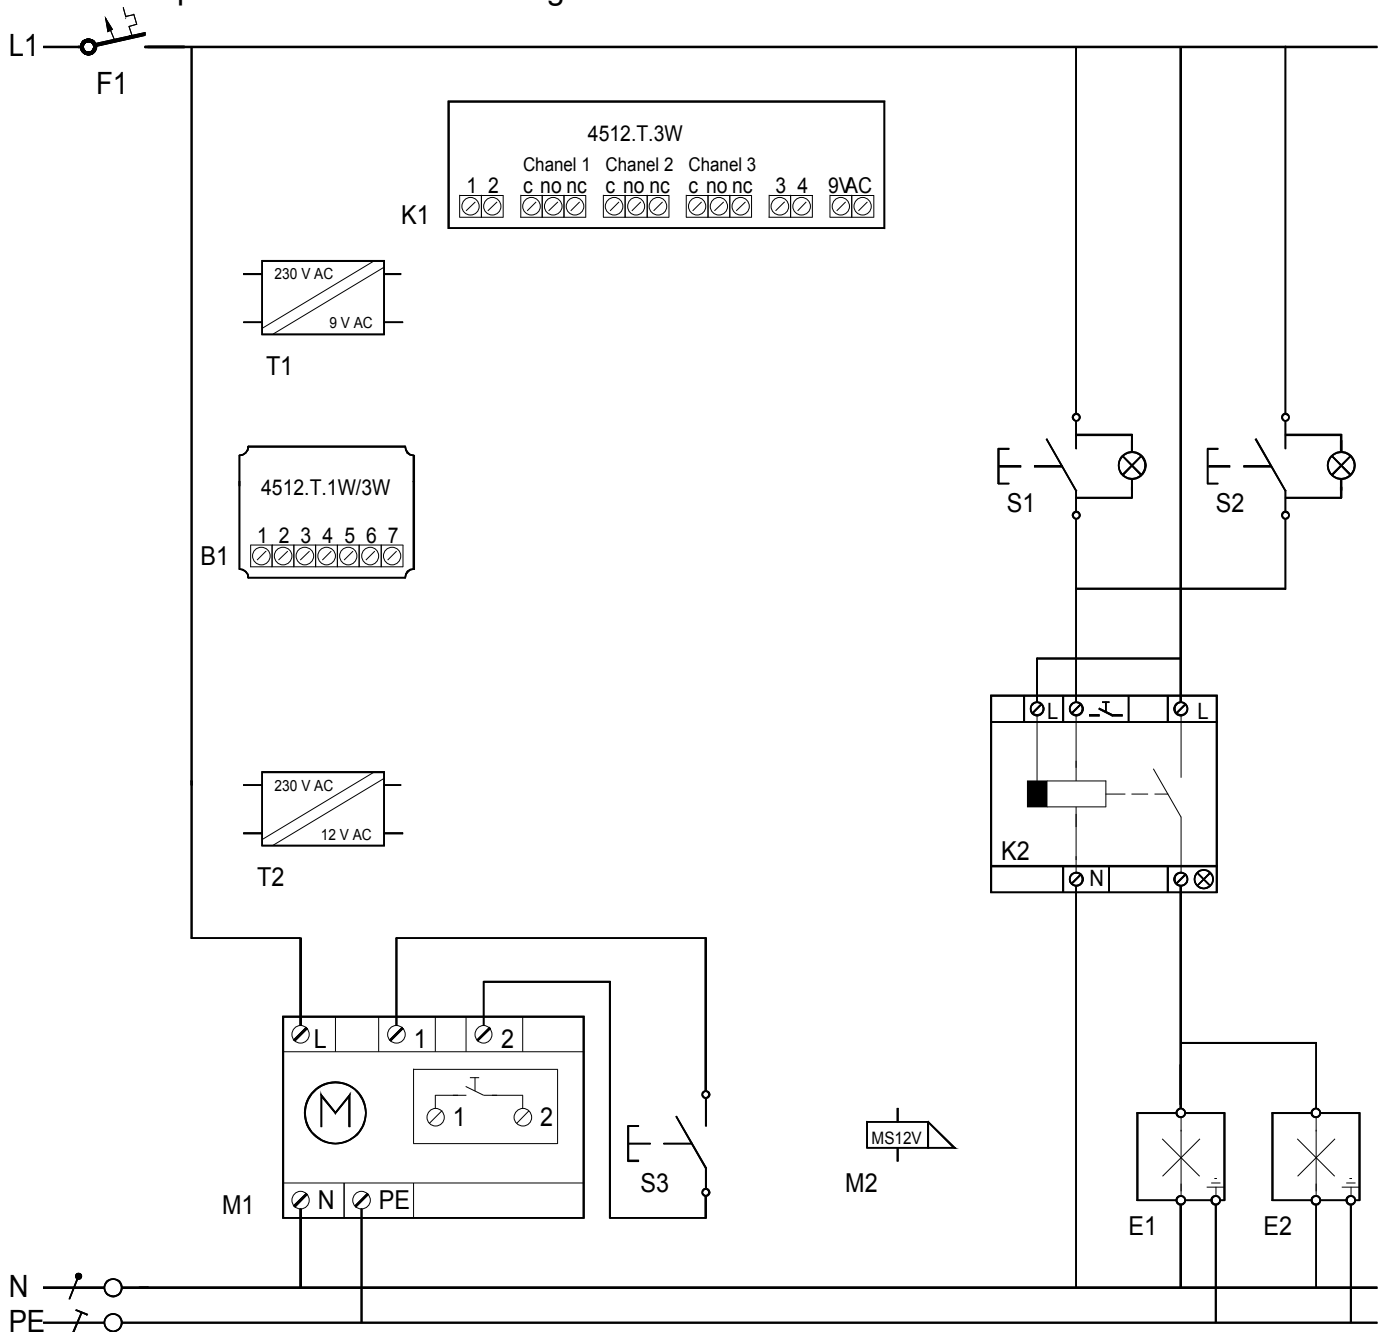 L1
F1
4512.T.3W
Chanel 1 Chanel 2 Chanel 3
1 2 c no nc c no nc c no nc 3 4 9VAC
K1
230 V AC
9 V AC
T1
4512.T.1W/3W
1 2 3 4 5 6 7
B1
S1
S2
L L
230 V AC
12 V AC
T2
K2
N
L 1 2
M
1 2
MS12V
S3
M2
M1
N PE
E1
E2
N
PE